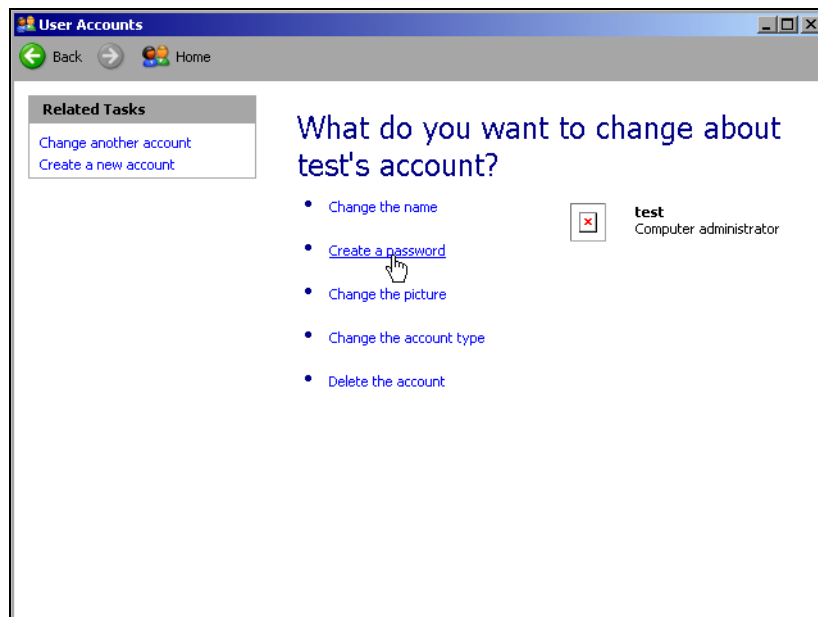 User Accounts
Back Home
Related Tasks
Change another account
Create a new account
What do you want to change about
test's account?
Change the name
Create a password
Change the picture
Change the account type
Delete the account
test
Computer administrator